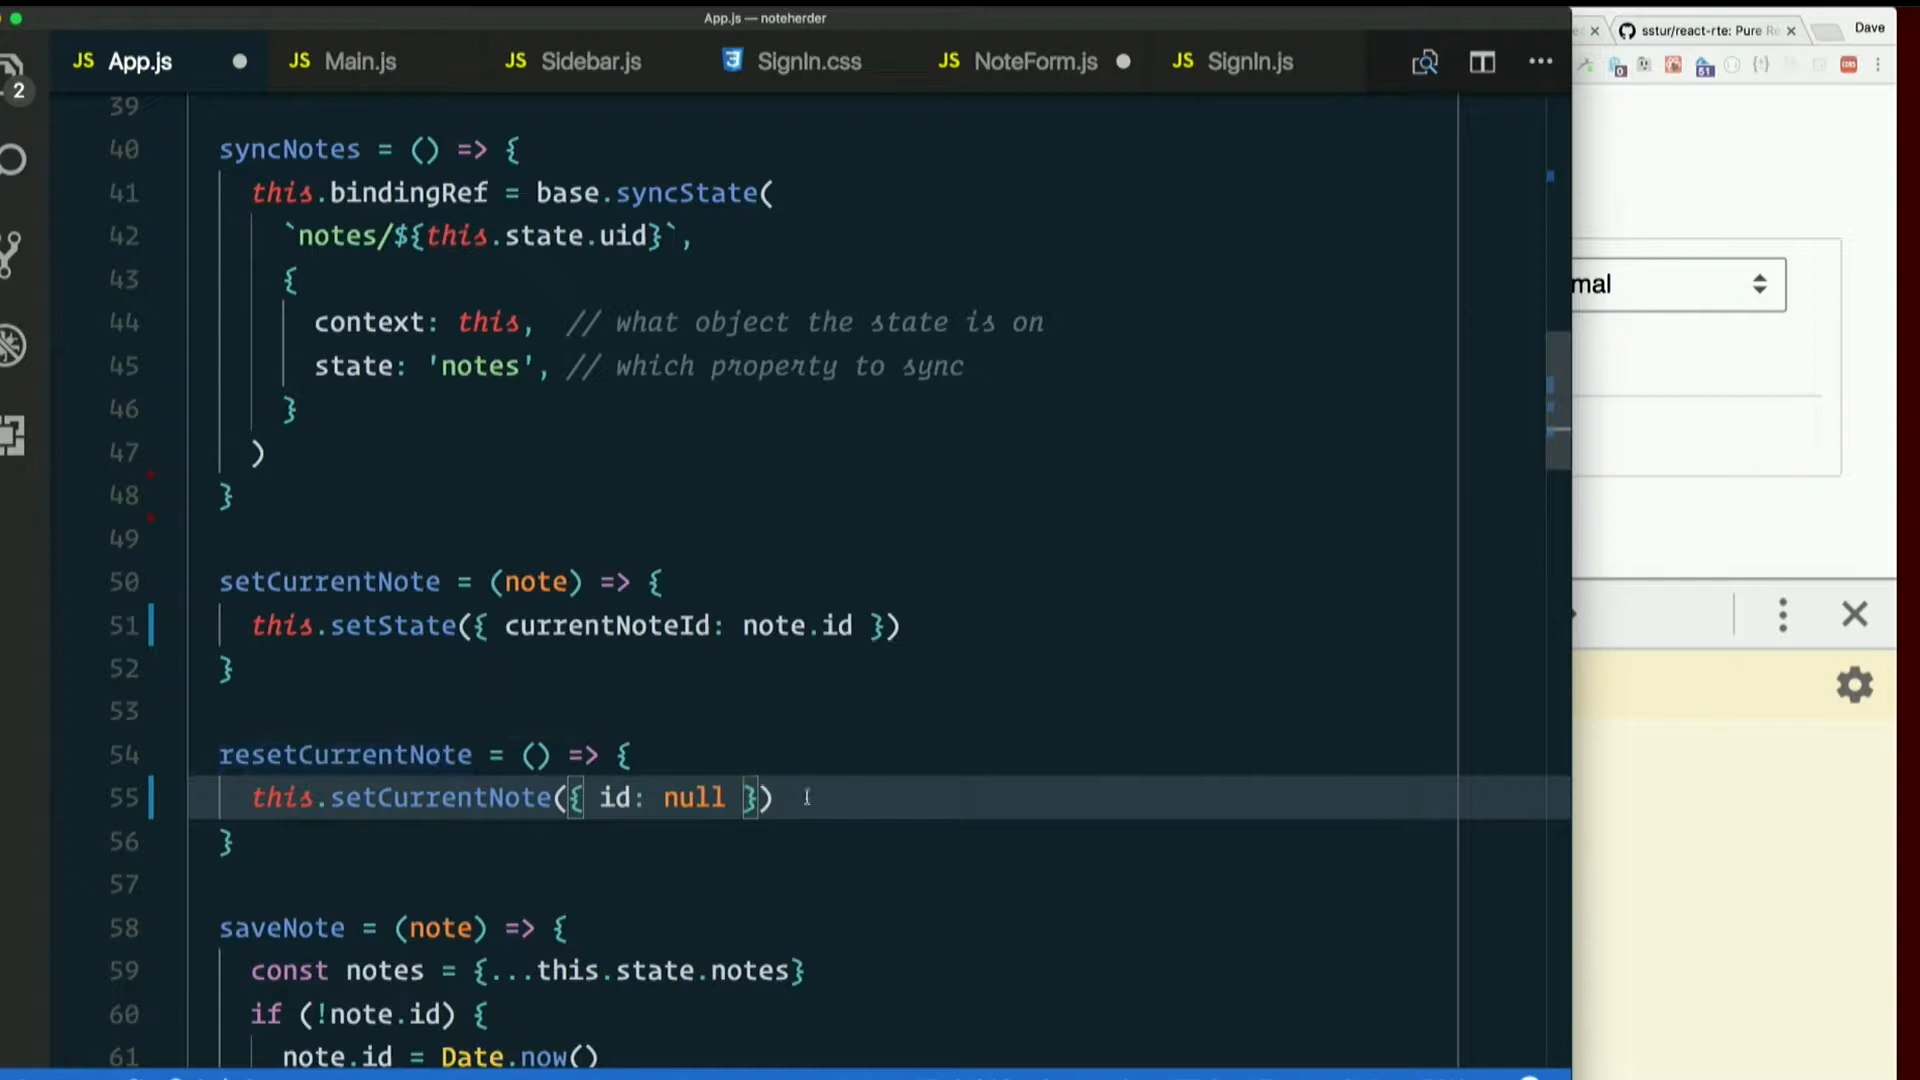 App.js — noteherder
JS App.js
JS Main.js
JS Sidebar.js
3 SignIn.css
JS NoteForm.js
JS SignIn.js
sstur/react-rte: Pure Re
Dave
2
0
61
CORS
39
40 syncNotes = () => {
41 this.bindingRef = base.syncState(
42 `notes/${this.state.uid}`,
43 {
44 context: this, // what object the state is on
45 state: 'notes', // which property to sync
46 }
47 )
48 }
49
50 setCurrentNote = (note) => {
51 this.setState({ currentNoteId: note.id })
52 }
53
54 resetCurrentNote = () => {
55 this.setCurrentNote({ id: null })
56 }
57
58 saveNote = (note) => {
59 const notes = {...this.state.notes}
60 if (!note.id) {
61 note.id = Date.now()
mal